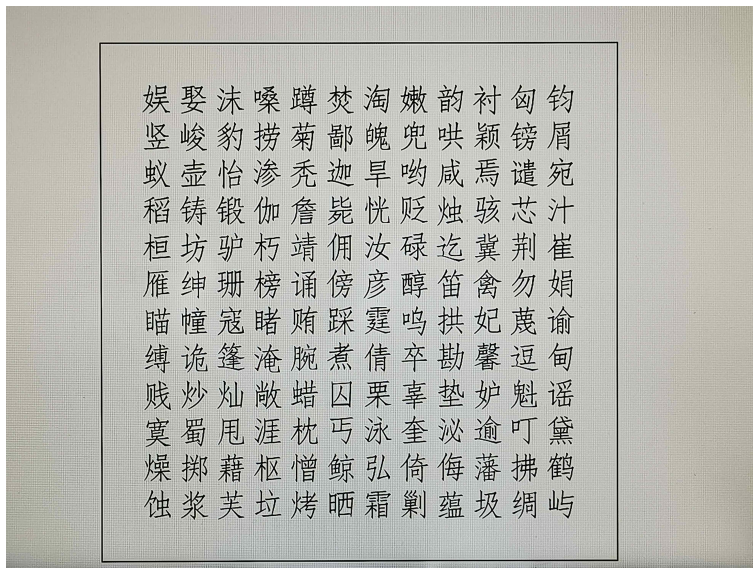 娱娶沫嗓蹲焚淘嫩韵衬匈钧
竖峻豹捞菊鄙魄兜哄颖镑屑
蚁壶怡渗秃迦旱哟咸焉谴宛
稻铸锻伽詹毙恍贬烛骇芯汁
桓坊驴朽靖佣汝碌迄冀荆崔
雁绅珊榜诵傍彦醇笛禽勿娟
瞄幢寇睹贿踩霆呜拱妃蔑谕
缚诡篷淹腕煮倩卒勘馨逗甸
贱炒灿敞蜡囚栗辜垫妒魁谣
寞蜀甩涯枕丐泳奎泌逾叮黛
燥掷藉枢憎鲸弘倚侮藩拂鹤
蚀浆芙垃烤晒霜剿蕴圾绸屿